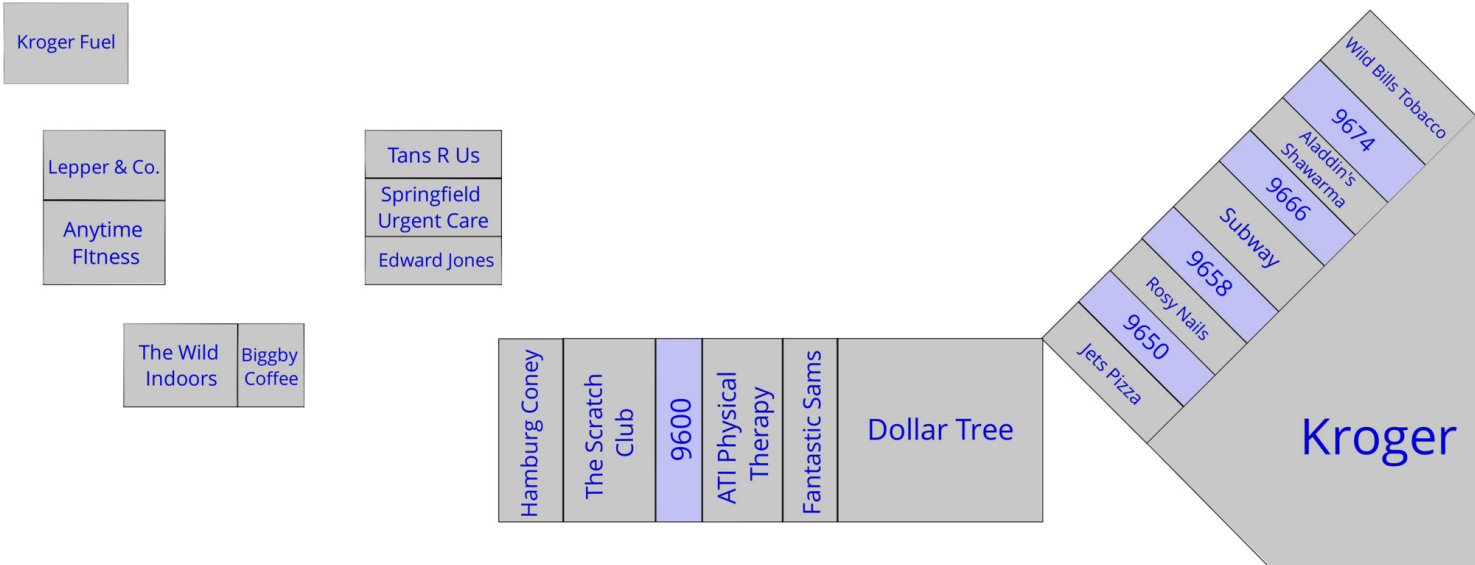 Kroger Fuel
Lepper & Co.
Anytime
FItness
Tans R Us
Springfield
Urgent Care
Edward Jones
The Wild
Indoors
Biggby
Coffee
Hamburg Coney
The Scratch
Club
9600
ATI Physical
Therapy
Fantastic Sams
Dollar Tree
Jets Pizza
9650
Rosy Nails
9658
Subway
9666
Aladdin's
Shawarma
9674
Wild Bills Tobacco
Kroger